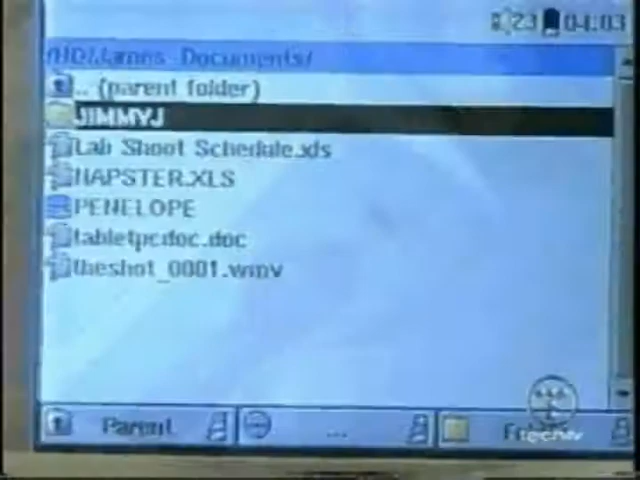 23 04:03
/HD/James Documents/
.. (parent folder)
JIMMYJ
Lab Shoot Schedule.xls
NAPSTER.XLS
PENELOPE
tabletpcdoc.doc
theshot_0001.wmv
Parent ...
techtv